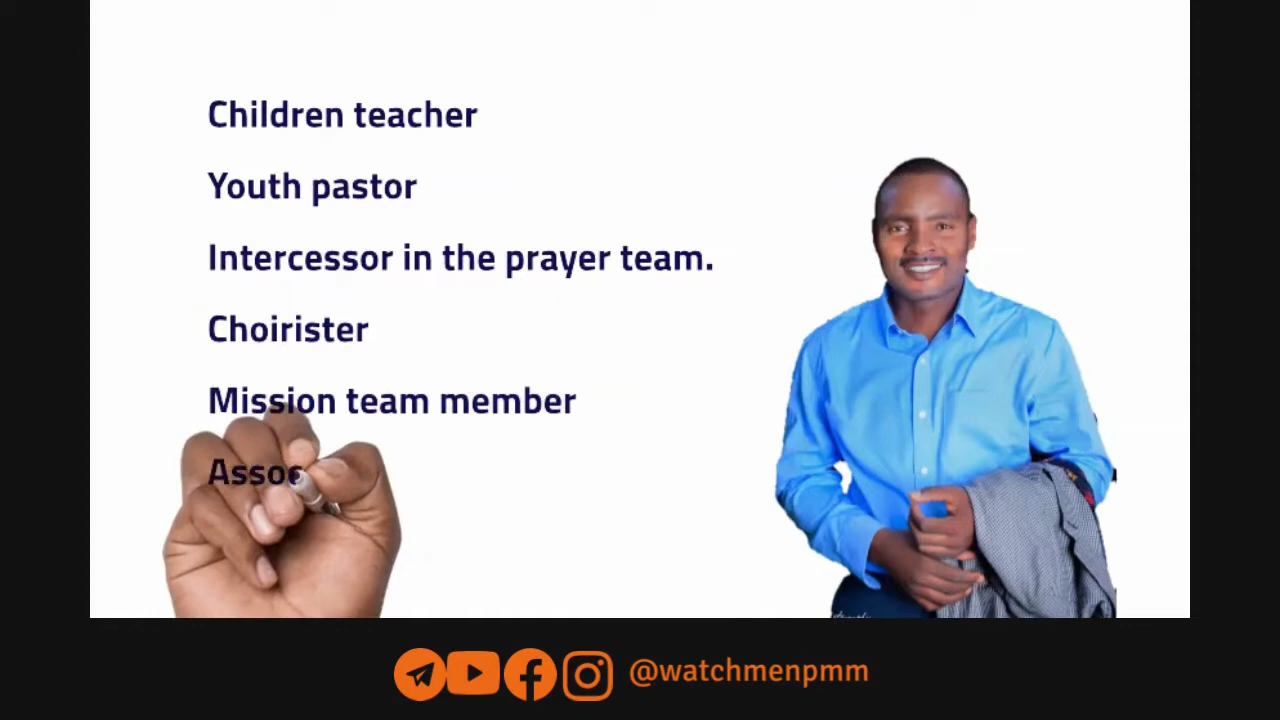 Children teacher
Youth pastor
Intercessor in the prayer team.
Choirister
Mission team member
Assoc
@watchmenpmm